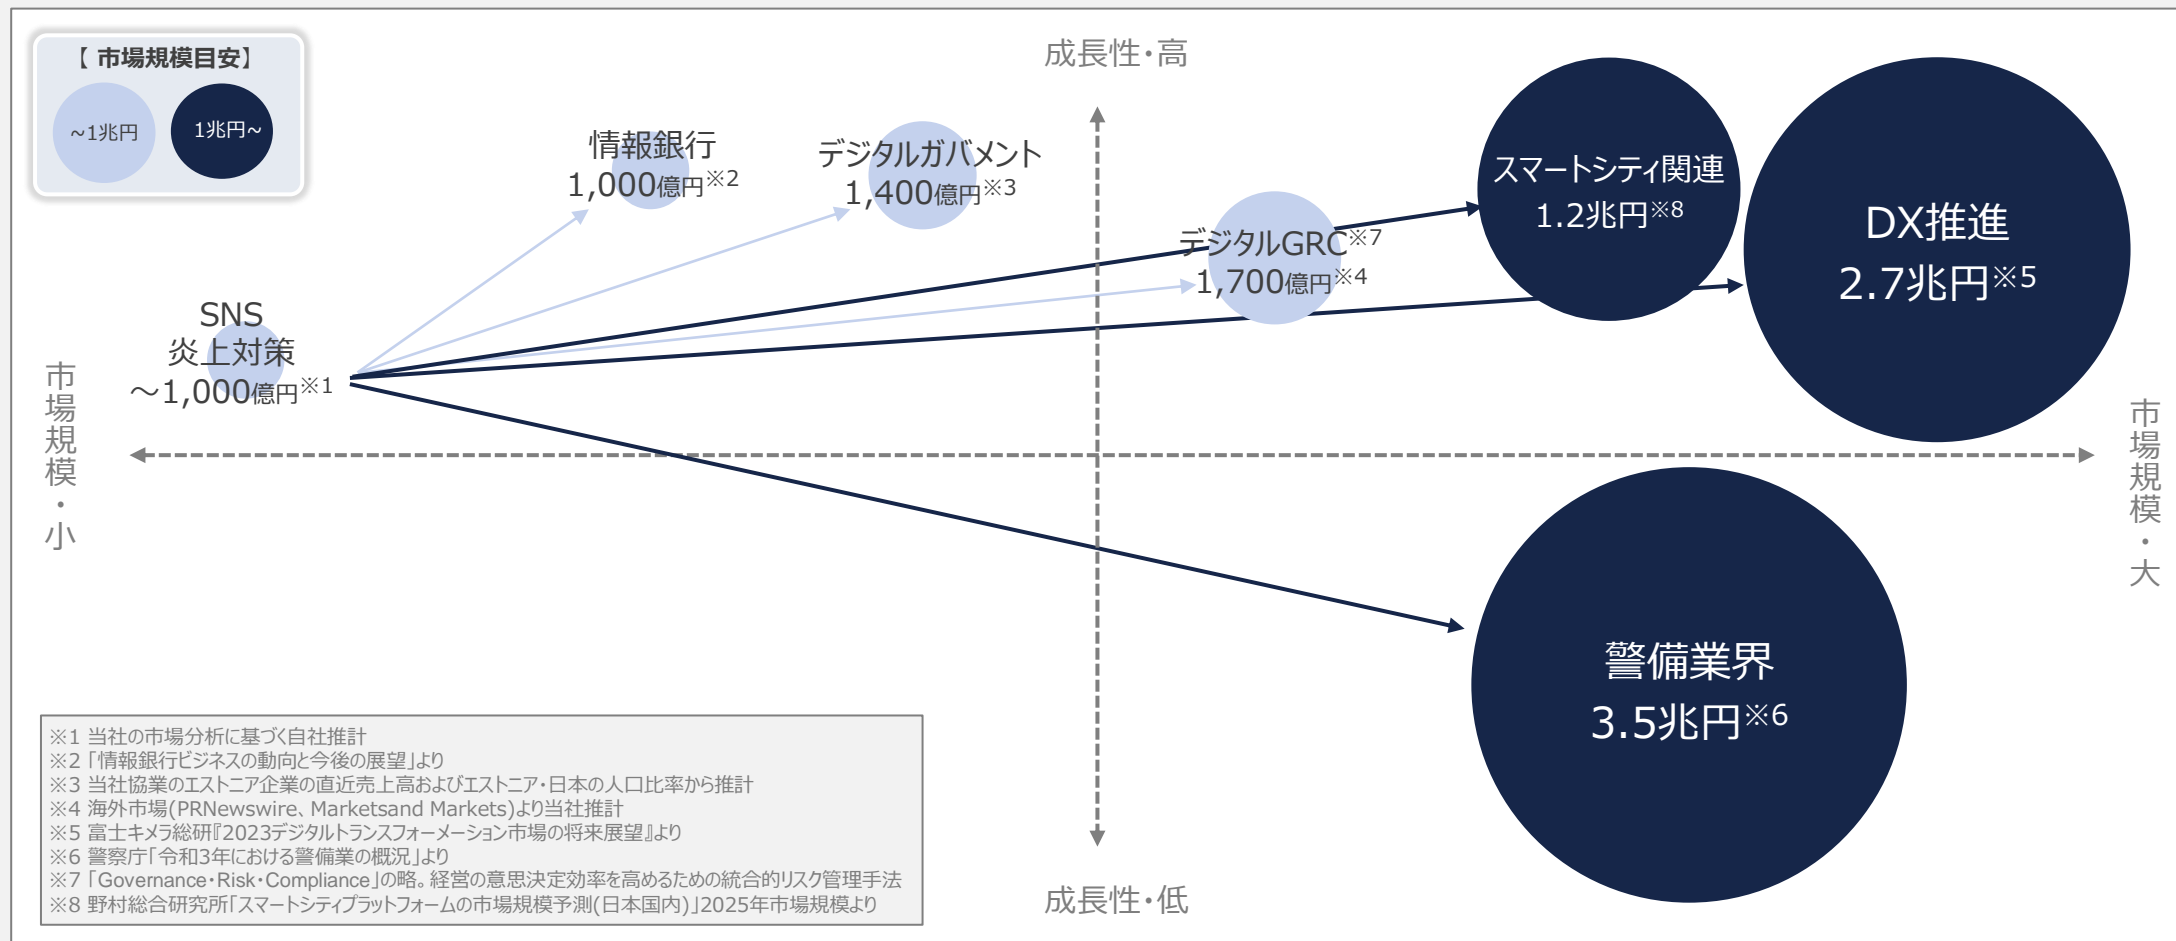 【 市場規模目安】
~1兆円
1兆円~
成長性・高
情報銀行
1,000億円※2
デジタルガバメント
1,400億円※3
スマートシティ関連
1.2兆円※8
DX推進
2.7兆円※5
デジタルGRC※7
1,700億円※4
SNS
炎上対策
～1,000億円※1
市場規模・小
市場規模・大
警備業界
3.5兆円※6
成長性・低
※1 当社の市場分析に基づく自社推計
※2 「情報銀行ビジネスの動向と今後の展望」より
※3 当社協業のエストニア企業の直近売上高およびエストニア・日本の人口比率から推計
※4 海外市場(PRNewswire、Marketsand Markets)より当社推計
※5 富士キメラ総研『2023デジタルトランスフォーメーション市場の将来展望』より
※6 警察庁「令和3年における警備業の概況」より
※7 「Governance・Risk・Compliance」の略。経営の意思決定効率を高めるための統合的リスク管理手法
※8 野村総合研究所「スマートシティプラットフォームの市場規模予測(日本国内)」2025年市場規模より